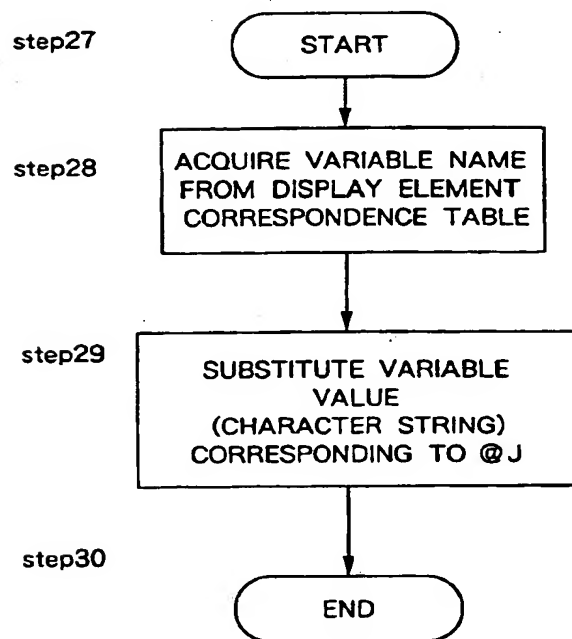 step27
START
step28
ACQUIRE VARIABLE NAME
FROM DISPLAY ELEMENT
CORRESPONDENCE TABLE
step29
SUBSTITUTE VARIABLE
VALUE
(CHARACTER STRING)
CORRESPONDING TO @J
step30
END